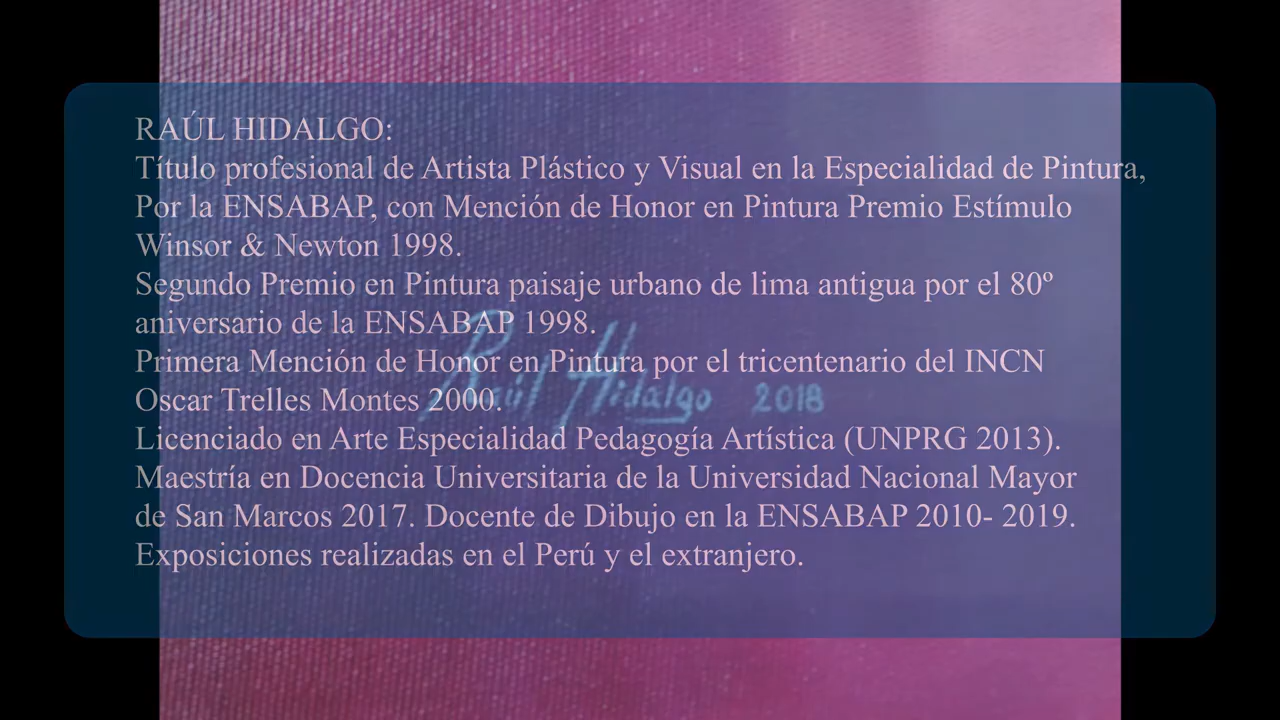 RAÚL HIDALGO:
Título profesional de Artista Plástico y Visual en la Especialidad de Pintura,
Por la ENSABAP, con Mención de Honor en Pintura Premio Estímulo
Winsor & Newton 1998.
Segundo Premio en Pintura paisaje urbano de lima antigua por el 80º
aniversario de la ENSABAP 1998.
Primera Mención de Honor en Pintura por el tricentenario del INCN
Oscar Trelles Montes 2000.
Raúl Hidalgo 2018
Licenciado en Arte Especialidad Pedagogía Artística (UNPRG 2013).
Maestría en Docencia Universitaria de la Universidad Nacional Mayor
de San Marcos 2017. Docente de Dibujo en la ENSABAP 2010- 2019.
Exposiciones realizadas en el Perú y el extranjero.